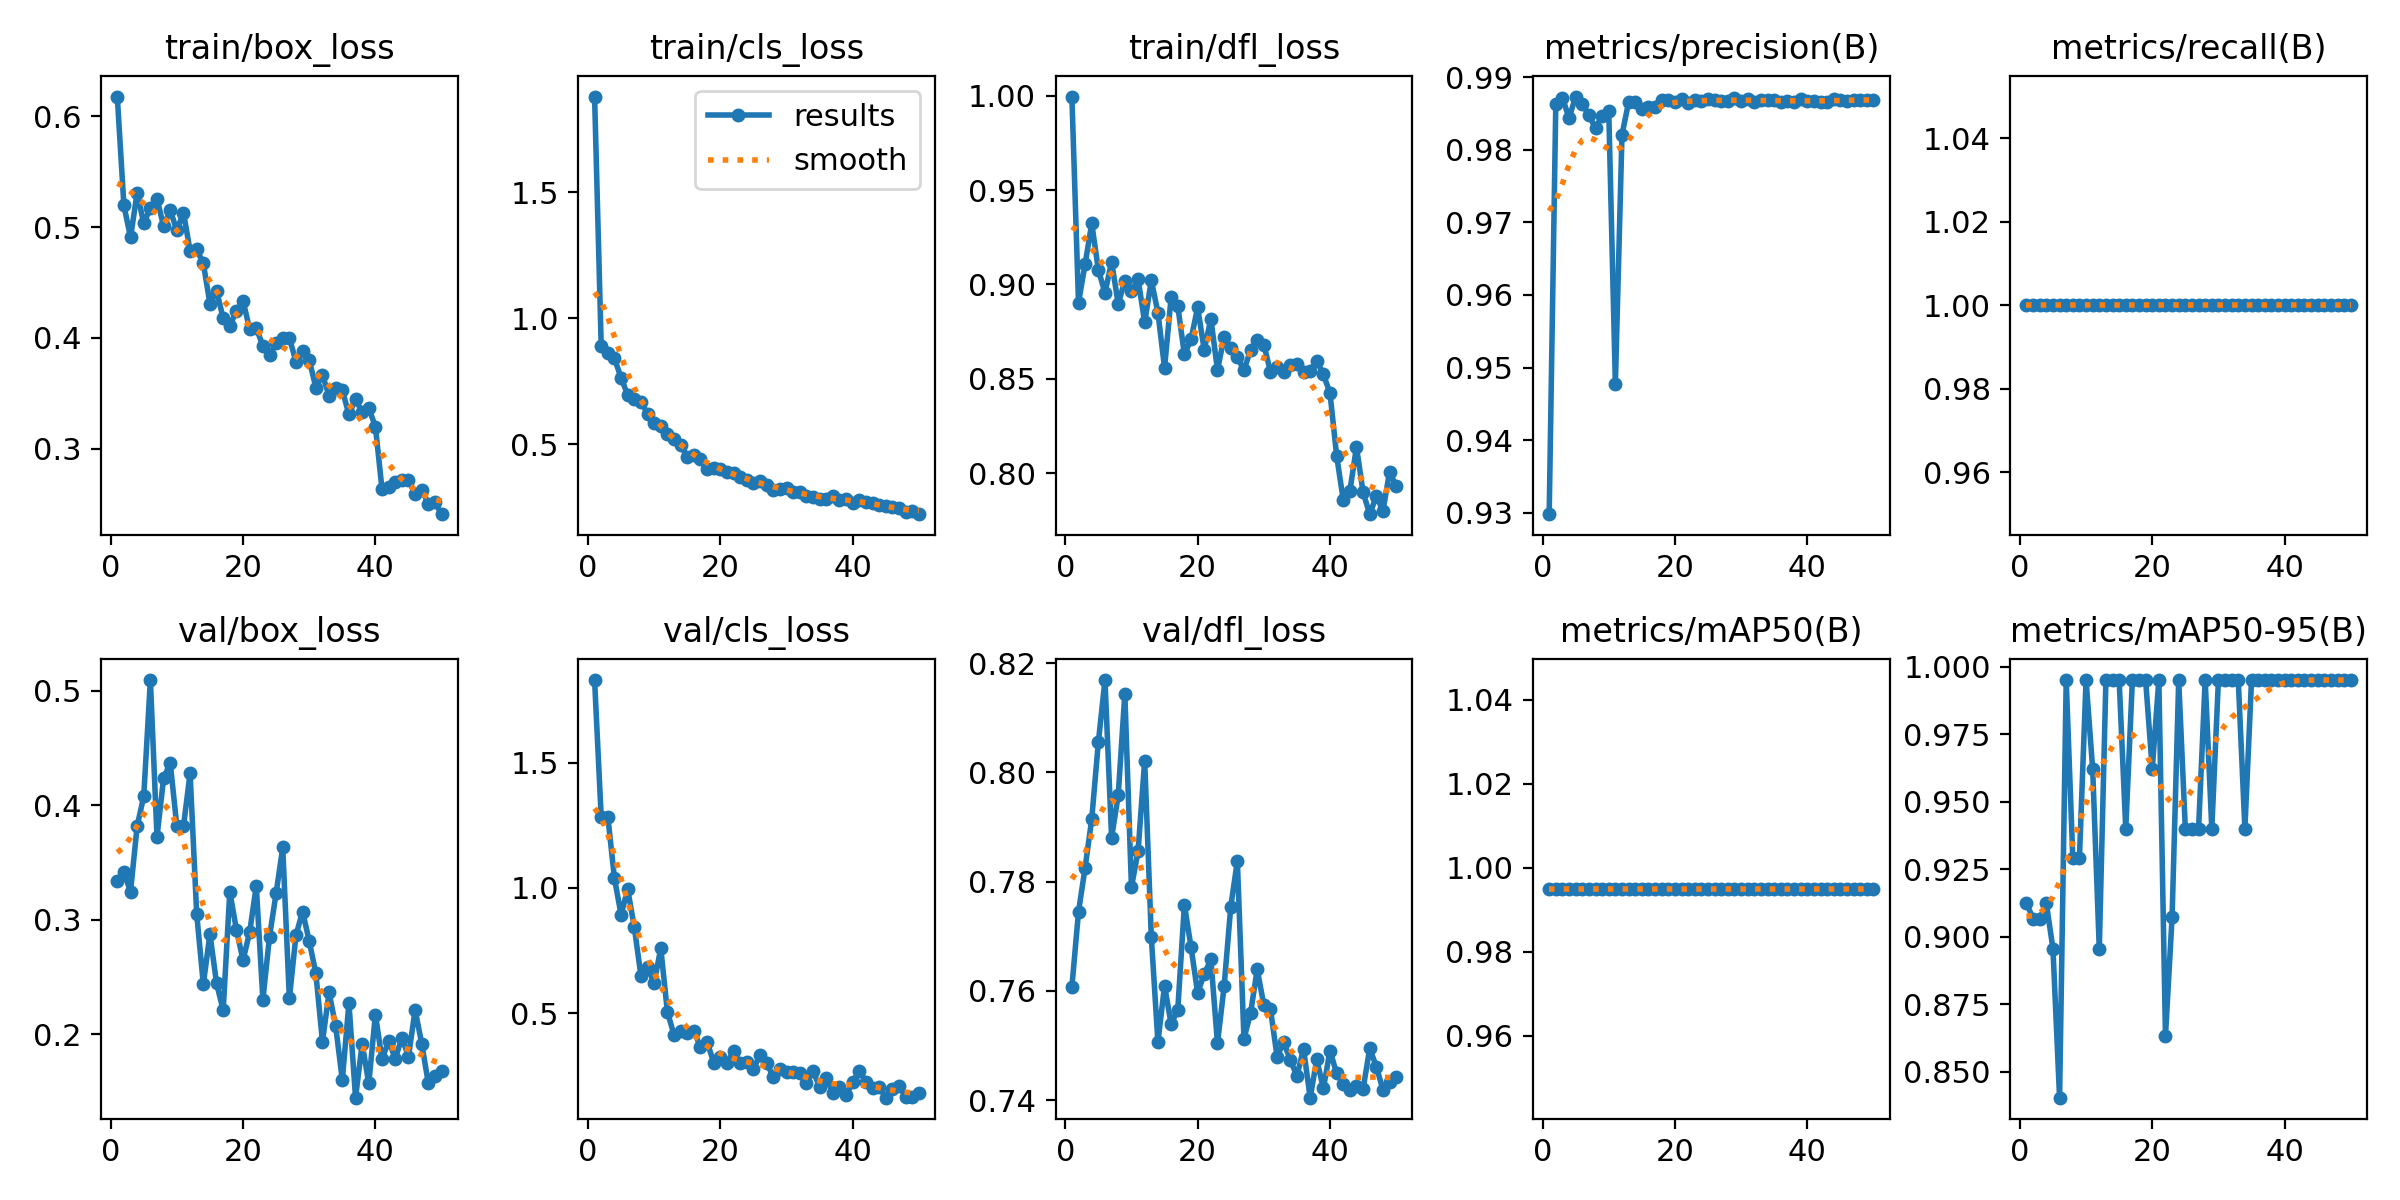 train/box_loss
0.6
0.5
0.4
0.3
0 20 40
train/cls_loss
results
smooth
1.5
1.0
0.5
0 20 40
train/dfl_loss
1.00
0.95
0.90
0.85
0.80
0 20 40
metrics/precision(B)
0.99
0.98
0.97
0.96
0.95
0.94
0.93
0 20 40
metrics/recall(B)
1.04
1.02
1.00
0.98
0.96
0 20 40
val/box_loss
0.5
0.4
0.3
0.2
0 20 40
val/cls_loss
1.5
1.0
0.5
0 20 40
val/dfl_loss
0.82
0.80
0.78
0.76
0.74
0 20 40
metrics/mAP50(B)
1.04
1.02
1.00
0.98
0.96
0 20 40
metrics/mAP50-95(B)
1.000
0.975
0.950
0.925
0.900
0.875
0.850
0 20 40